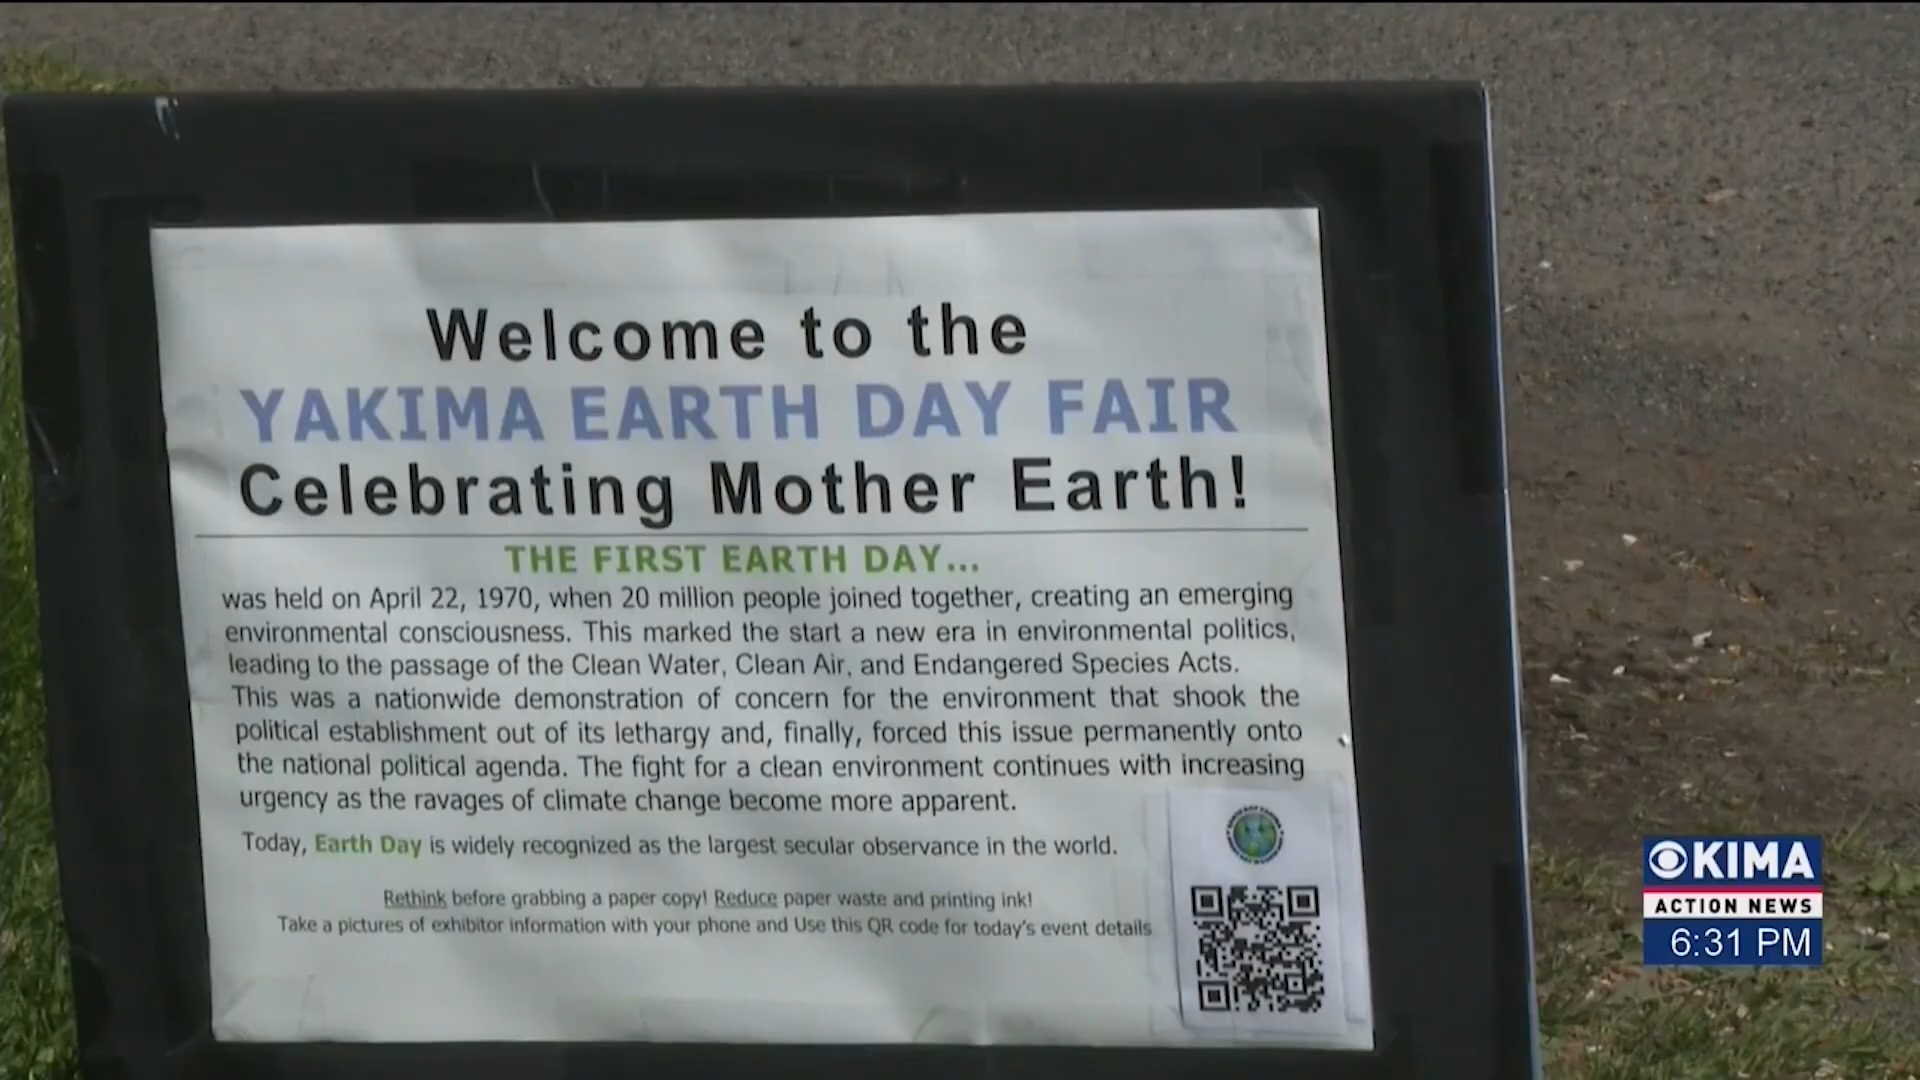 Welcome to the
YAKIMA EARTH DAY FAIR
Celebrating Mother Earth!
THE FIRST EARTH DAY...
was held on April 22, 1970, when 20 million people joined together, creating an emerging
environmental consciousness. This marked the start a new era in environmental politics,
leading to the passage of the Clean Water, Clean Air, and Endangered Species Acts.
This was a nationwide demonstration of concern for the environment that shook the
political establishment out of its lethargy and, finally, forced this issue permanently onto
the national political agenda. The fight for a clean environment continues with increasing
urgency as the ravages of climate change become more apparent.
Today, Earth Day is widely recognized as the largest secular observance in the world.
Rethink before grabbing a paper copy! Reduce paper waste and printing ink!
Take a pictures of exhibitor information with your phone and Use this QR code for today's event details
KIMA
ACTION NEWS
6:31 PM